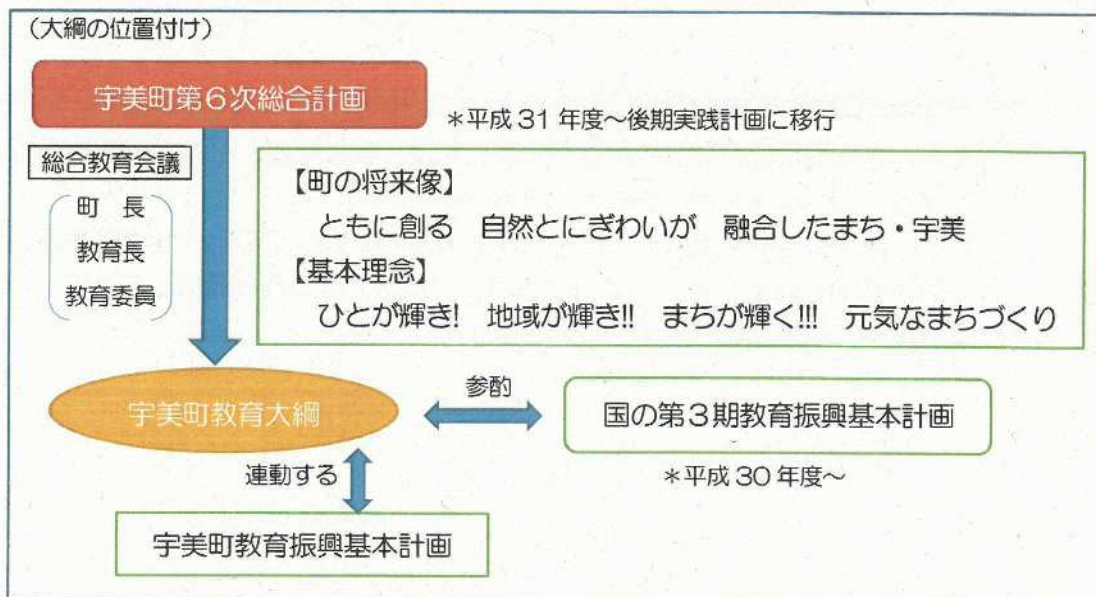 （大綱の位置付け）
宇美町第６次総合計画
＊平成 31 年度～後期実践計画に移行
総合教育会議
町　長
教育長
教育委員
【町の将来像】
ともに創る　自然とにぎわいが　融合したまち・宇美
【基本理念】
ひとが輝き!　地域が輝き!!　まちが輝く!!!　元気なまちづくり
宇美町教育大綱
参酌
国の第３期教育振興基本計画
＊平成 30 年度～
連動する
宇美町教育振興基本計画